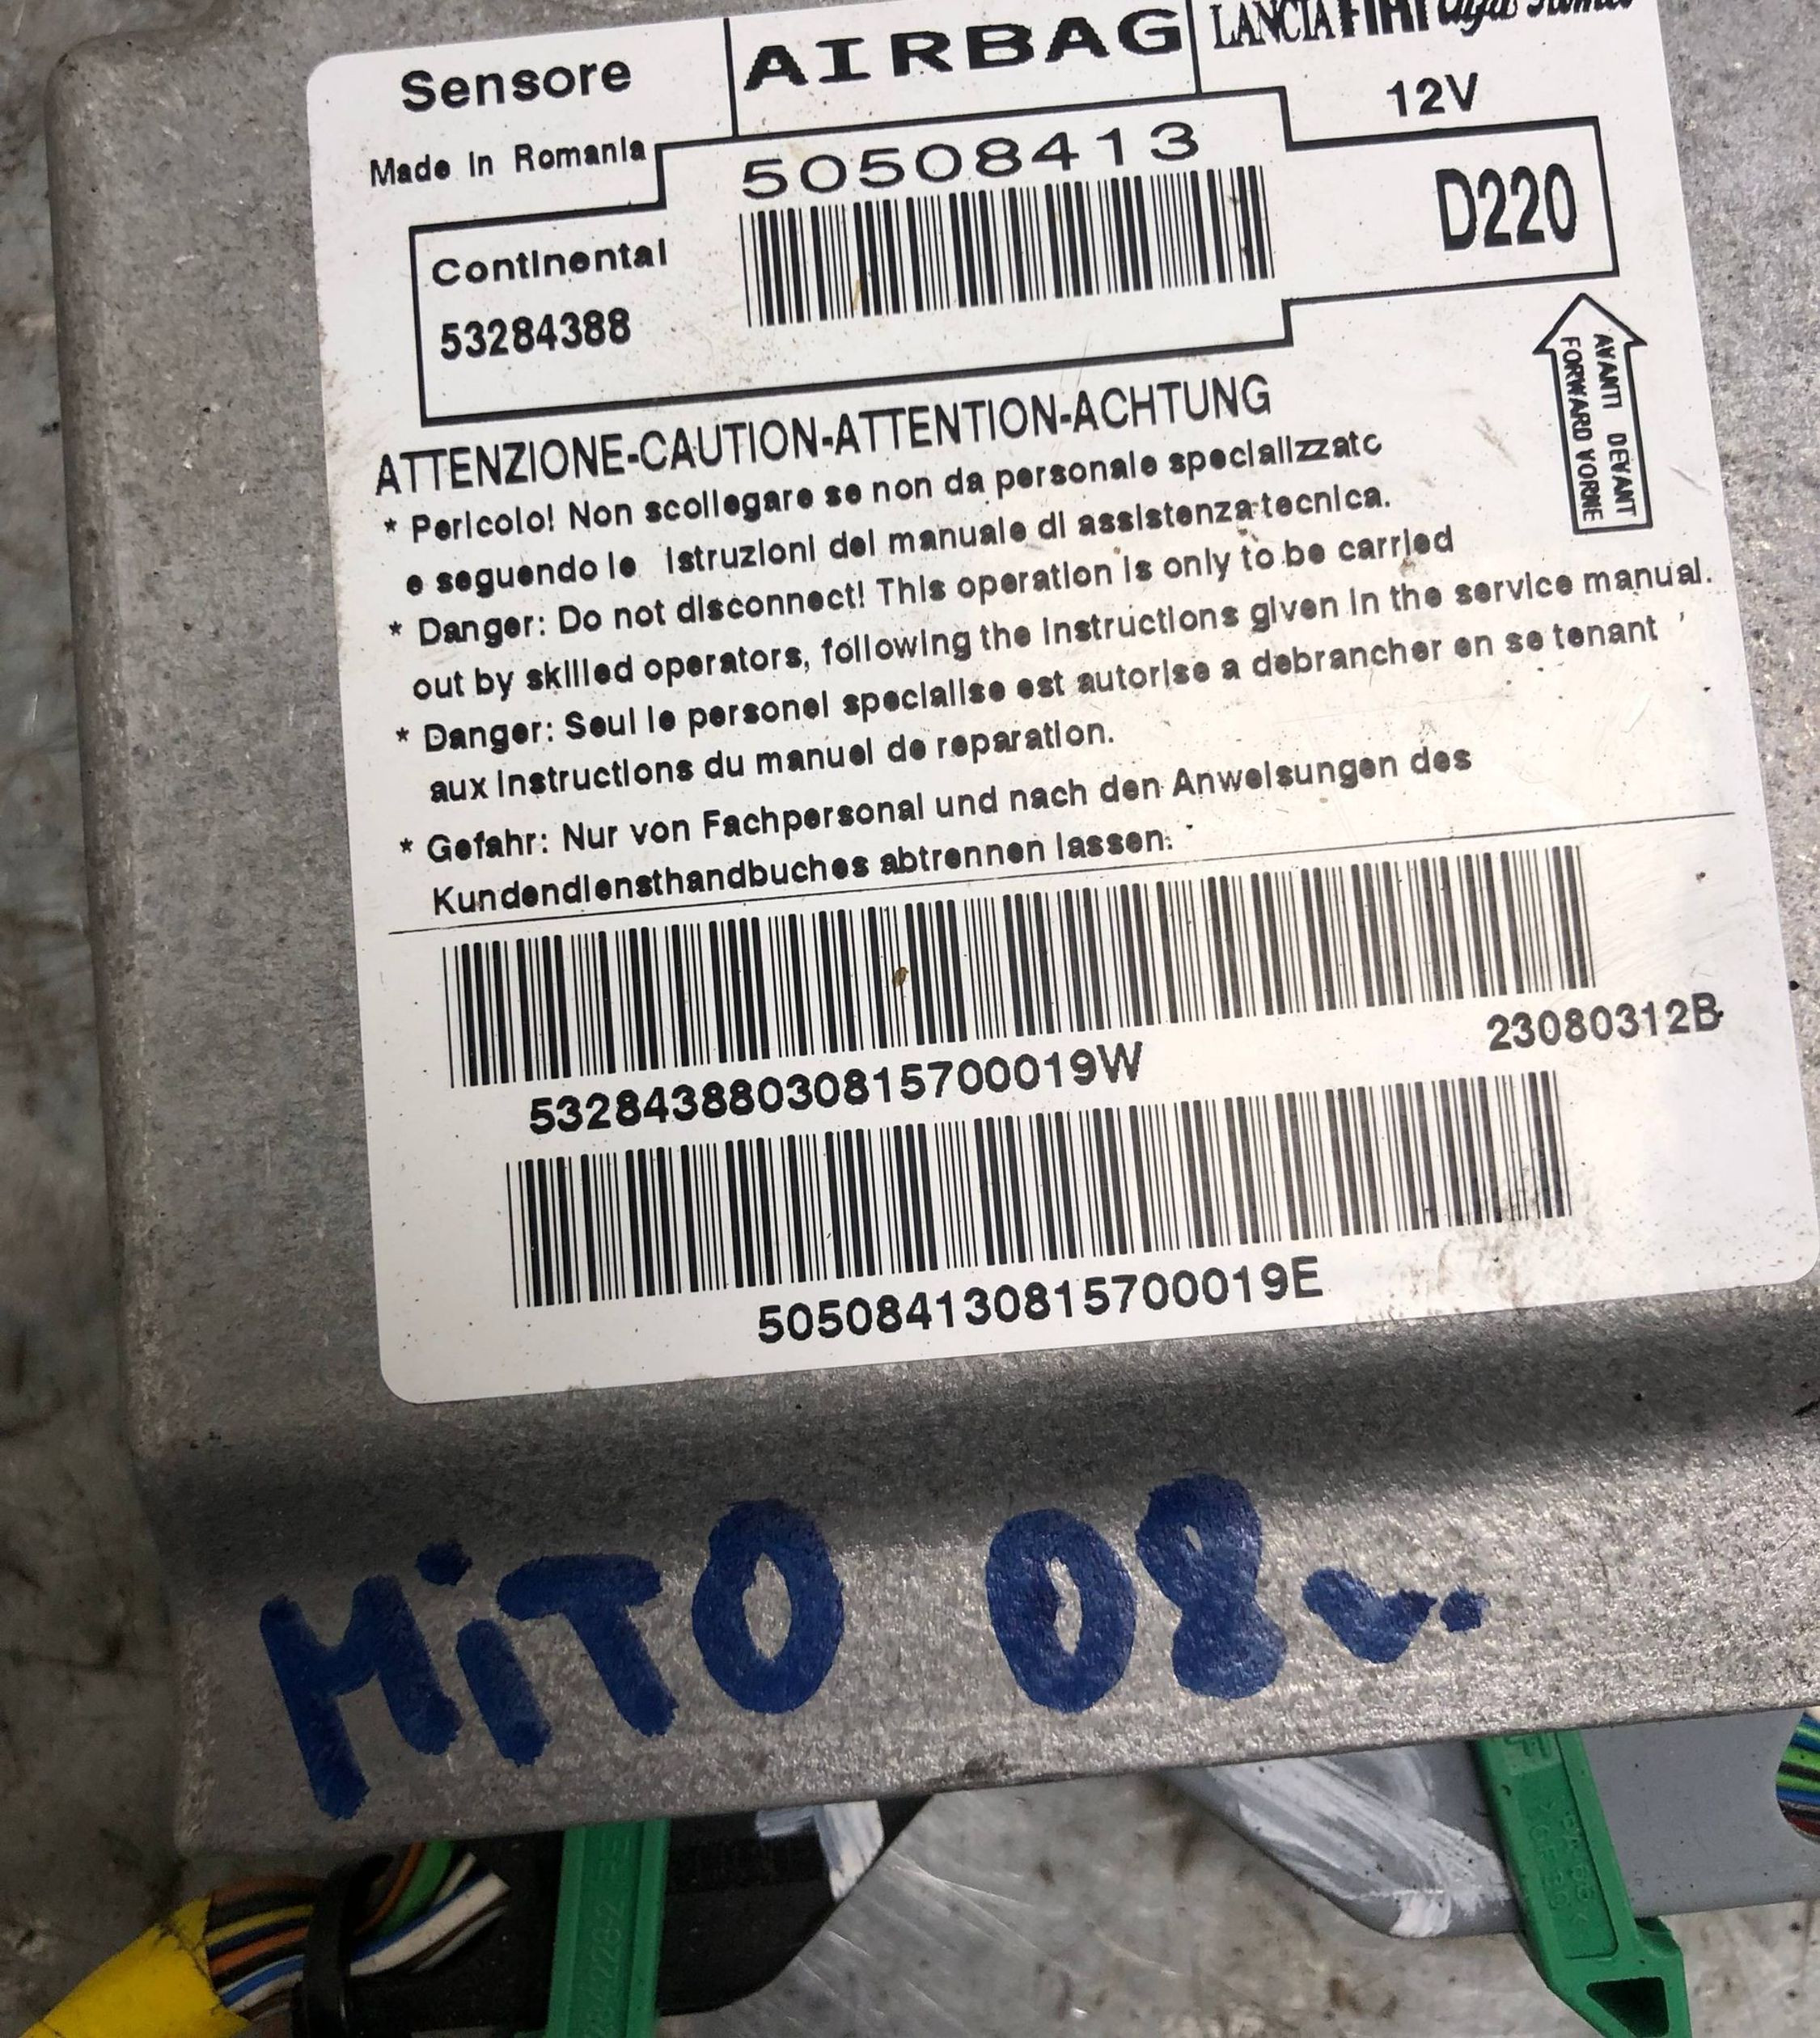 Sensore
AIRBAG
LANCIA FIAT Alfa Romeo
12V
Made in Romania
50508413
D220
Continental
53284388
AVANTI DEVANT
FORWARD VORNE
ATTENZIONE-CAUTION-ATTENTION-ACHTUNG
* Pericolo! Non scollegare se non da personale specializzato
e seguendo le istruzioni del manuale di assistenza tecnica.
* Danger: Do not disconnect! This operation is only to be carried
out by skilled operators, following the instructions given in the service manual.
* Danger: Seul le personel specialise est autorise a debrancher en se tenant
aux instructions du manuel de reparation.
* Gefahr: Nur von Fachpersonal und nach den Anweisungen des
Kundendiensthandbuches abtrennen lassen.
23080312B
53284388030815700019W
505084130815700019E
MiTO 08